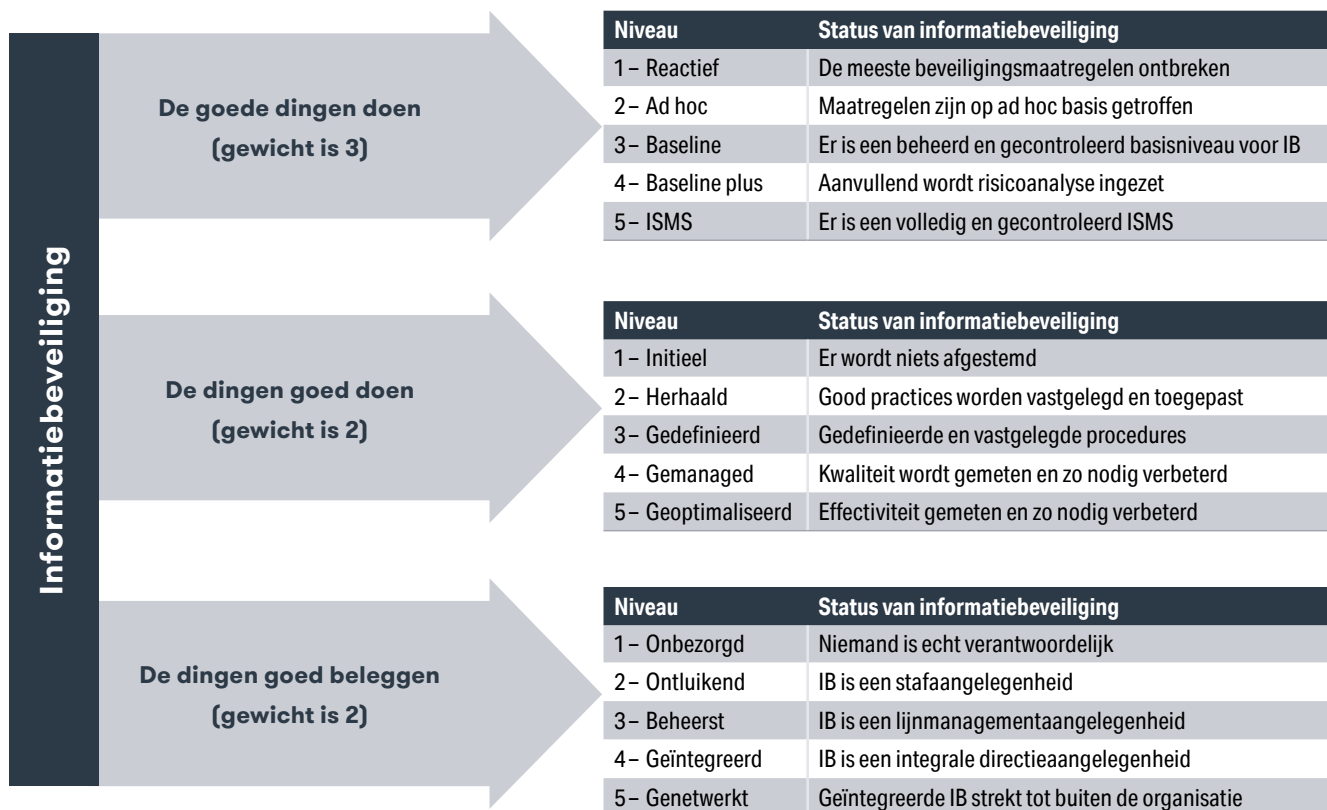 Informatiebeveiliging
De goede dingen doen
(gewicht is 3)
Niveau Status van informatiebeveiliging
1 – Reactief De meeste beveiligingsmaatregelen ontbreken
2 – Ad hoc Maatregelen zijn op ad hoc basis getroffen
3 – Baseline Er is een beheerd en gecontroleerd basisniveau voor IB
4 – Baseline plus Aanvullend wordt risicoanalyse ingezet
5 – ISMS Er is een volledig en gecontroleerd ISMS
De dingen goed doen
(gewicht is 2)
Niveau Status van informatiebeveiliging
1 – Initieel Er wordt niets afgestemd
2 – Herhaald Good practices worden vastgelegd en toegepast
3 – Gedefinieerd Gedefinieerde en vastgelegde procedures
4 – Gemanaged Kwaliteit wordt gemeten en zo nodig verbeterd
5 – Geoptimaliseerd Effectiviteit gemeten en zo nodig verbeterd
De dingen goed beleggen
(gewicht is 2)
Niveau Status van informatiebeveiliging
1 – Onbezorgd Niemand is echt verantwoordelijk
2 – Ontluikend IB is een stafaangelegenheid
3 – Beheerst IB is een lijnmanagementaangelegenheid
4 – Geïntegreerd IB is een integrale directieaangelegenheid
5 – Genetwerkt Geïntegreerde IB strekt tot buiten de organisatie